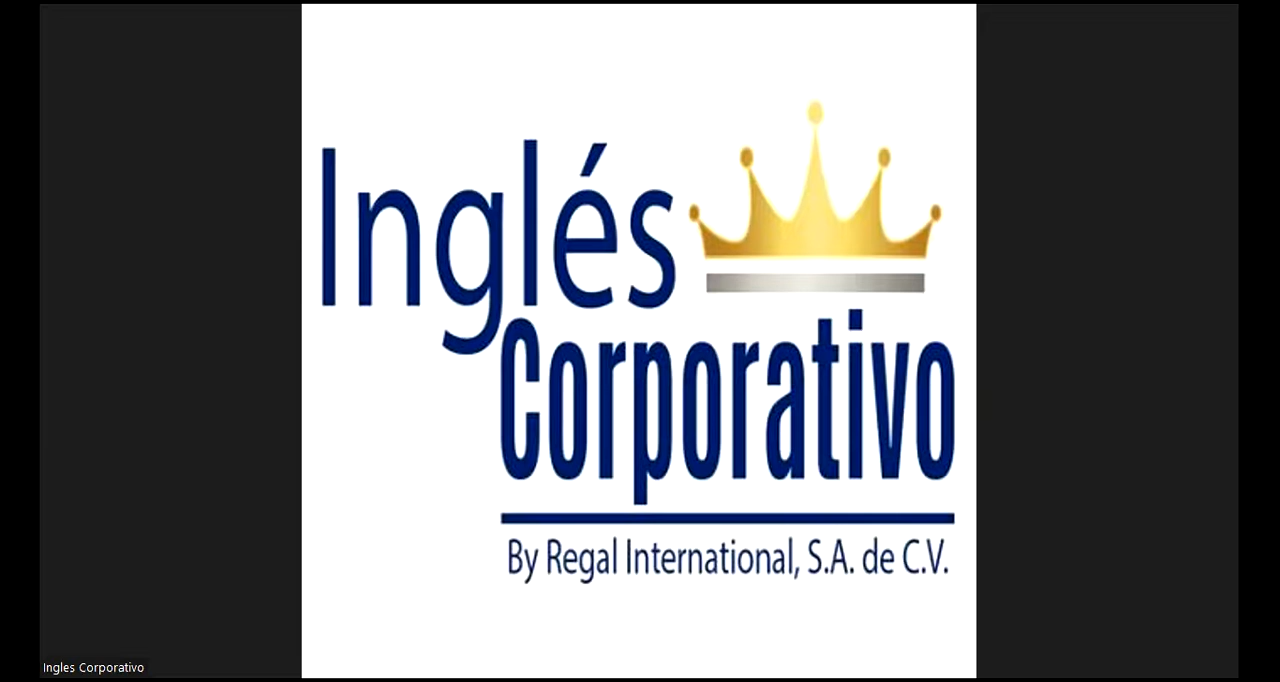 Inglés
Corporativo
By Regal International, S.A. de C.V.
Ingles Corporativo